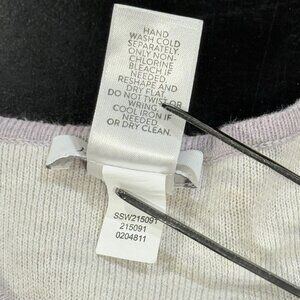 HAND
WASH COLD
SEPARATELY.
ONLY NON-
CHLORINE
BLEACH IF
NEEDED.
RESHAPE AND
DRY FLAT.
DO NOT TWIST OR
WRING.
COOL IRON IF
NEEDED
OR DRY CLEAN.
SSW215091
215091
0204811